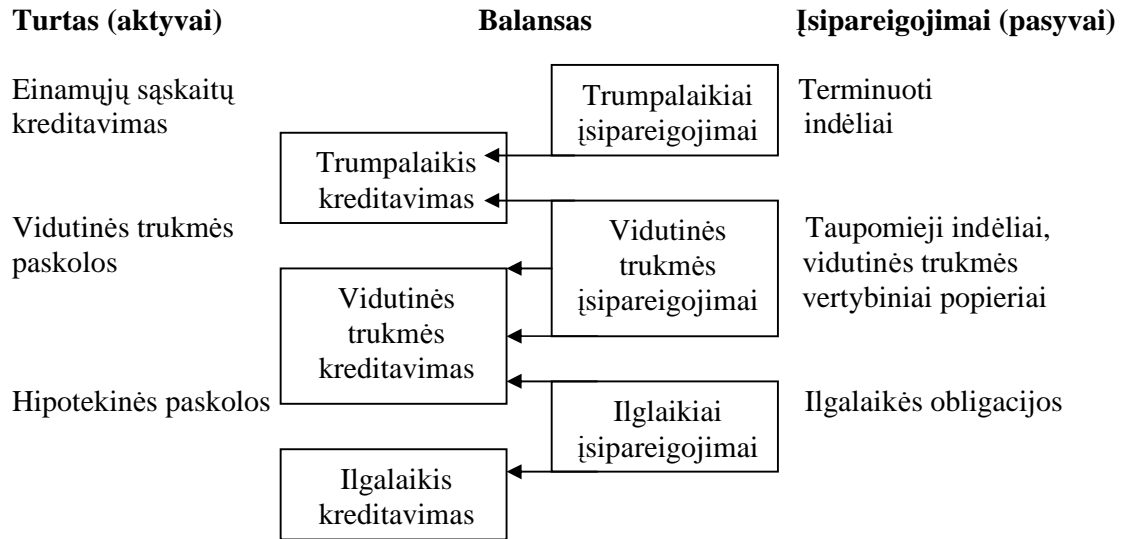 Turtas (aktyvai) Balansas Įsipareigojimai (pasyvai)
Einamųjų sąskaitų
kreditavimas
Trumpalaikiai
įsipareigojimai
Terminuoti
indėliai
Trumpalaikis
kreditavimas
Vidutinės trukmės
paskolos
Vidutinės
trukmės
įsipareigojimai
Taupomieji indėliai,
vidutinės trukmės
vertybiniai popieriai
Vidutinės
trukmės
kreditavimas
Hipotekinės paskolos
Ilglaikiai
įsipareigojimai
Ilgalaikės obligacijos
Ilgalaikis
kreditavimas